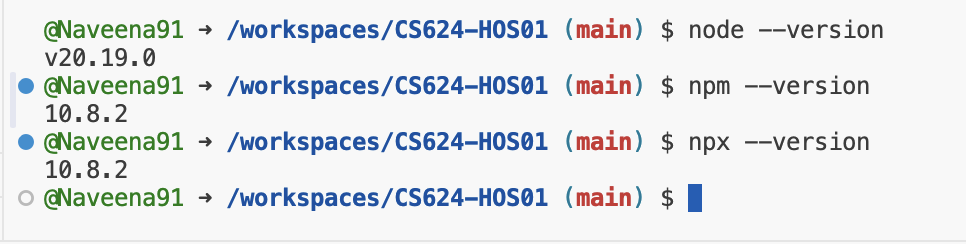 @Naveena91 → /workspaces/CS624-HOS01 (main) $ node --version
v20.19.0
@Naveena91 → /workspaces/CS624-HOS01 (main) $ npm --version
10.8.2
@Naveena91 → /workspaces/CS624-HOS01 (main) $ npx --version
10.8.2
@Naveena91 → /workspaces/CS624-HOS01 (main) $